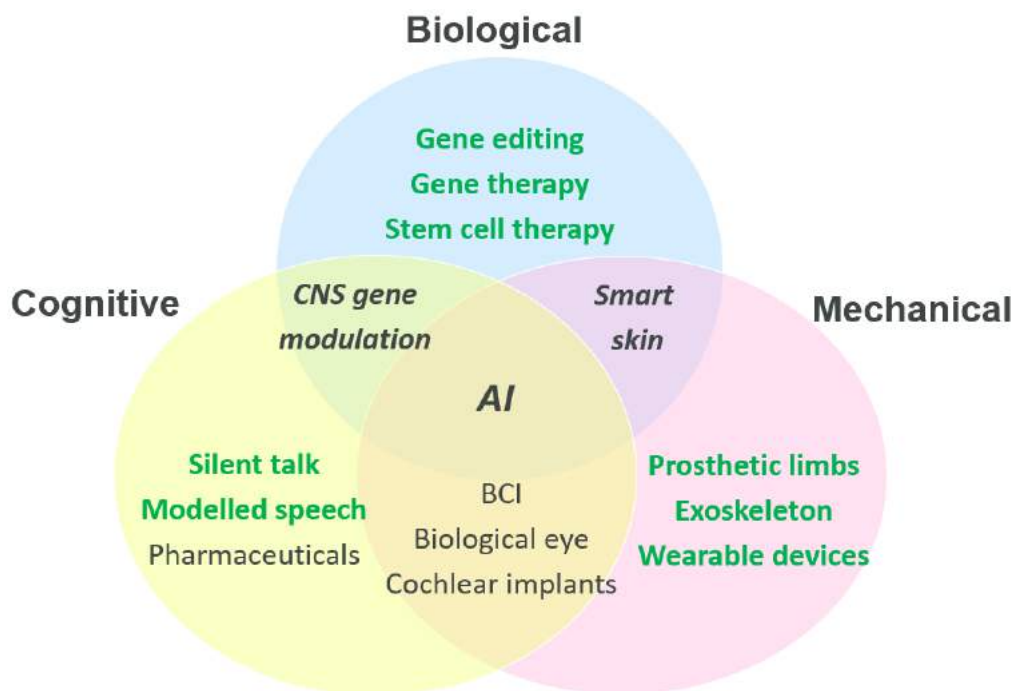 Biological
Gene editing
Gene therapy
Stem cell therapy
Cognitive
CNS gene
modulation
Smart
skin
Mechanical
AI
Silent talk
Modelled speech
Pharmaceuticals
BCI
Biological eye
Cochlear implants
Prosthetic limbs
Exoskeleton
Wearable devices